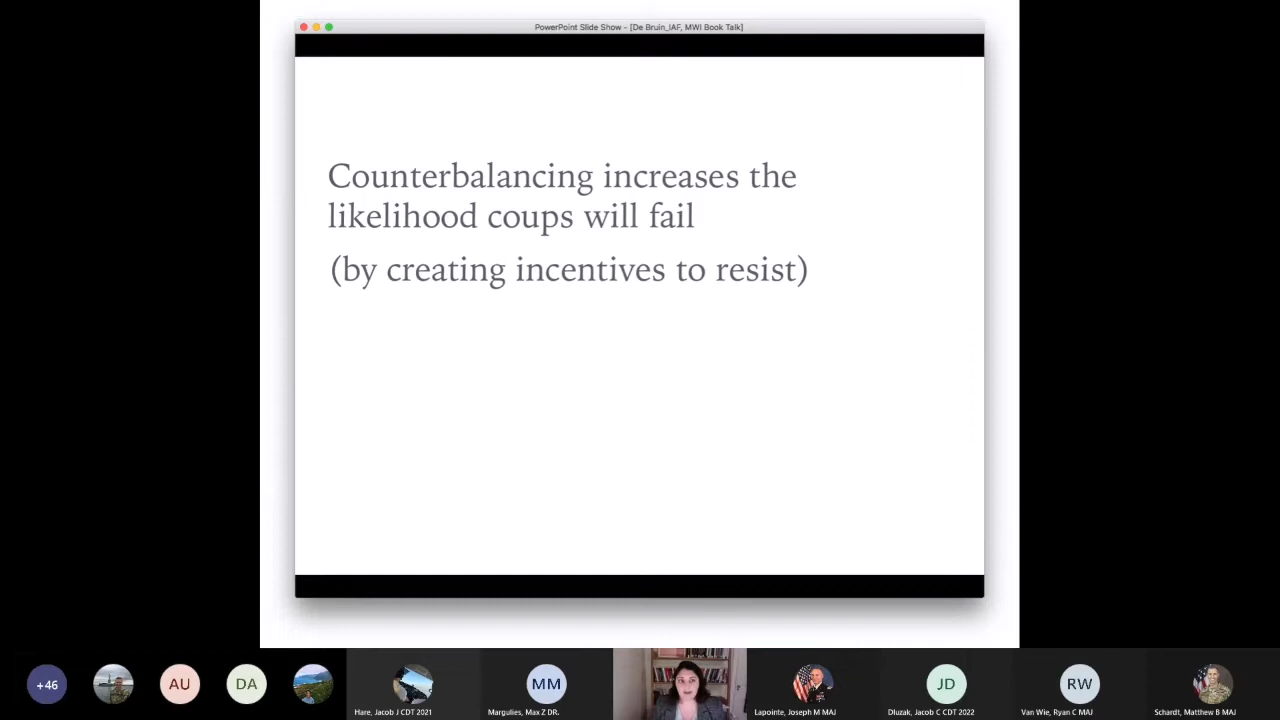 PowerPoint Slide Show - [De Bruin_IAF, MWI Book Talk]
Counterbalancing increases the
likelihood coups will fail
(by creating incentives to resist)
+46
AU
DA
Hare, Jacob J CDT 2021
MM
Margulies, Max Z DR.
Lapointe, Joseph M MAJ
JD
Dluzak, Jacob C CDT 2022
RW
Van Wie, Ryan C MAJ
Schardt, Matthew B MAJ